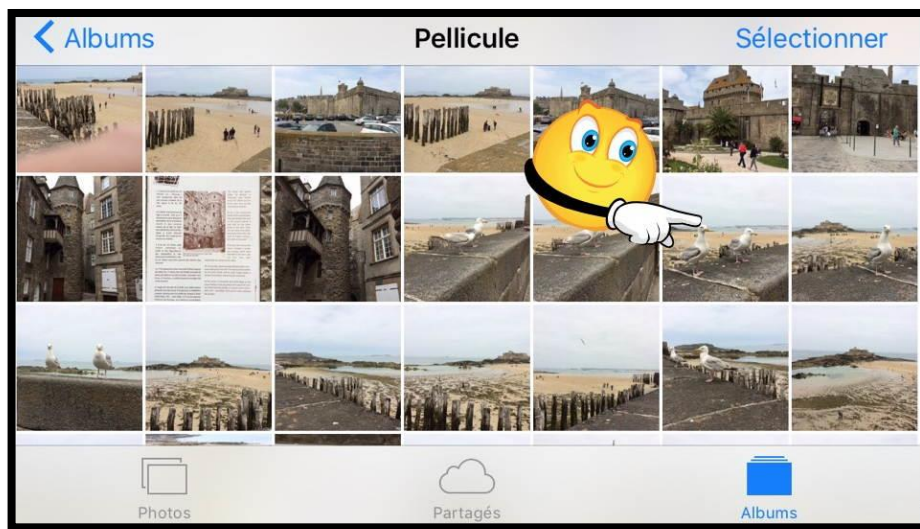 Albums
Pellicule
Sélectionner
Photos
Partagés
Albums